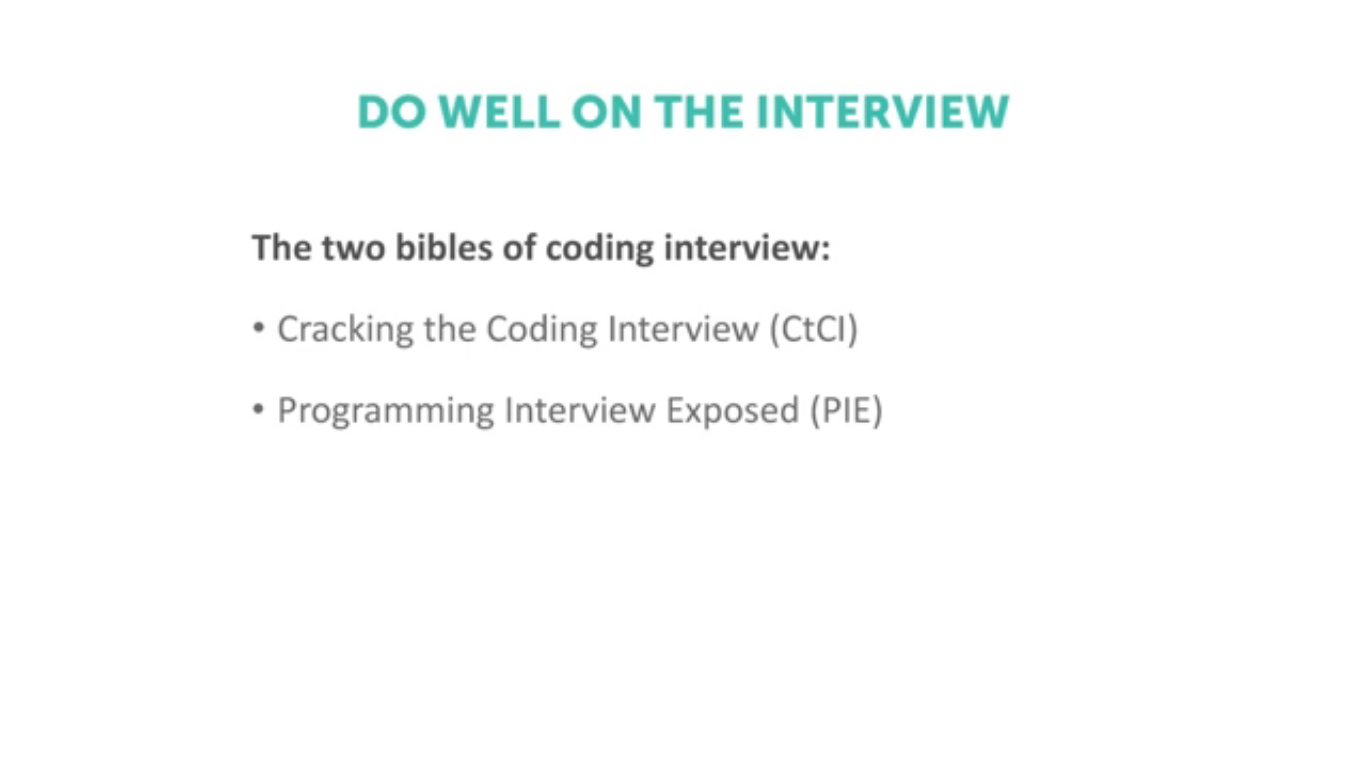 DO WELL ON THE INTERVIEW
The two bibles of coding interview:
• Cracking the Coding Interview (CtCI)
• Programming Interview Exposed (PIE)